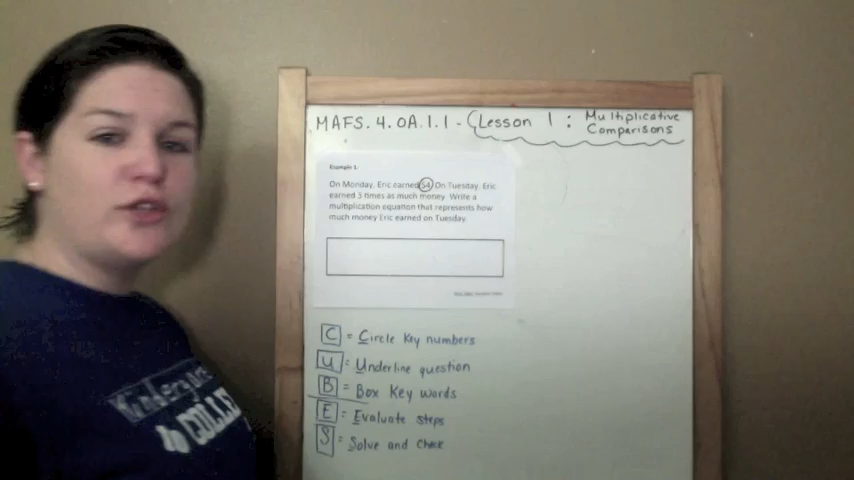 MAFS.4.OA.1.1 - Lesson 1 : Multiplicative
Comparisons
Example 1:
On Monday, Eric earned $4. On Tuesday, Eric
earned 5 times as much money. Write a
multiplication equation that represents how
much money Eric earned on Tuesday.
C = Circle Key numbers
U = Underline question
B = Box Key words
E = Evaluate steps
S = Solve and Check